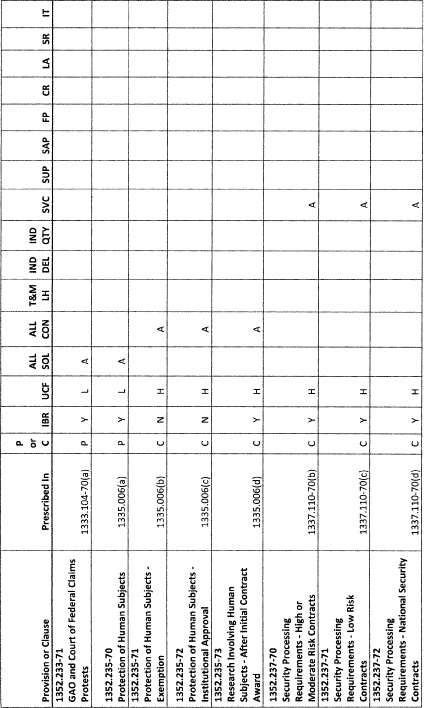 P
or ALL ALL T&M IND IND
Provision or Clause Prescribed In C IBR UCF SOL CON LH DEL QTY SVC SUP SAP FP CR LA SR IT
1352.233-71
GAO and Court of Federal Claims
Protests 1333.104-70(a) P Y L A
1352.235-70
Protection of Human Subjects 1335.006(a) P Y L A
1352.235-71
Protection of Human Subjects -
Exemption 1335.006(b) C N H A
1352.235-72
Protection of Human Subjects -
Institutional Approval 1335.006(c) C N H A
1352.235-73
Research Involving Human
Subjects - After Initial Contract
Award 1335.006(d) C Y H A
1352.237-70
Security Processing
Requirements - High or
Moderate Risk Contracts 1337.110-70(b) C Y H A
1352.237-71
Security Processing
Requirements - Low Risk
Contracts 1337.110-70(c) C Y H A
1352.237-72
Security Processing
Requirements - National Security
Contracts 1337.110-70(d) C Y H A